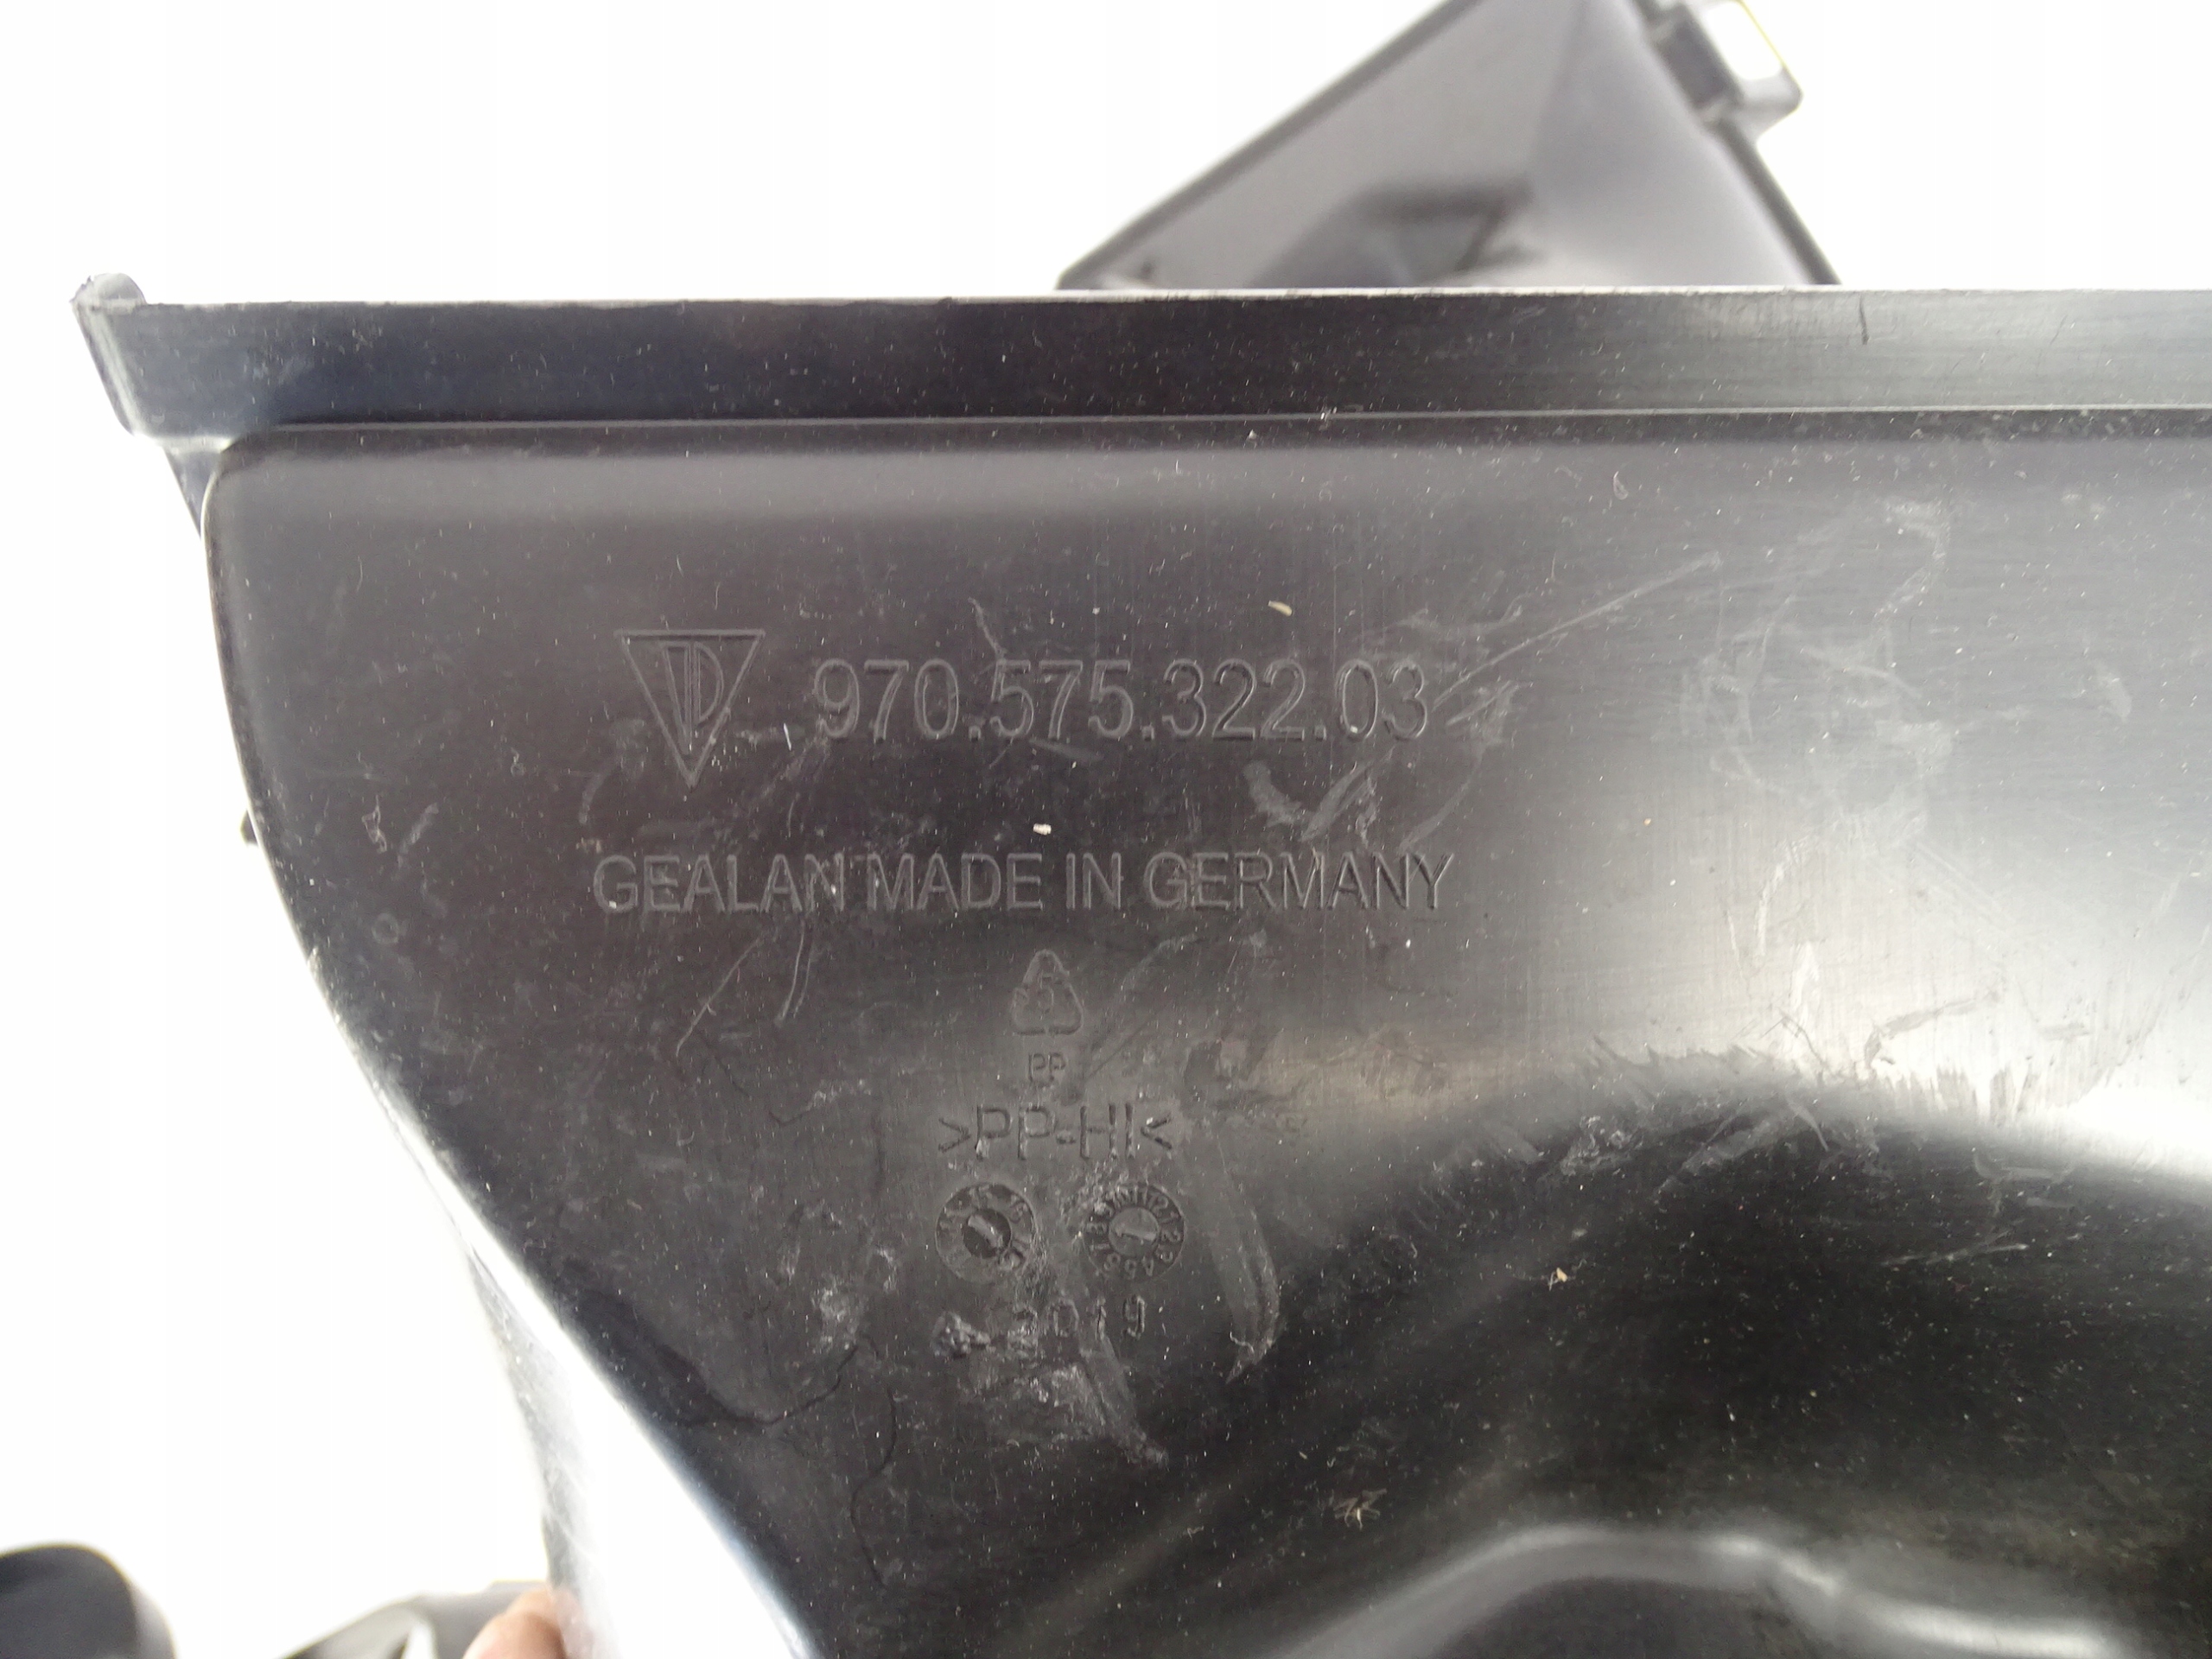 970.575.322.03
GEALAN MADE IN GERMANY
PP
>PP-HI<